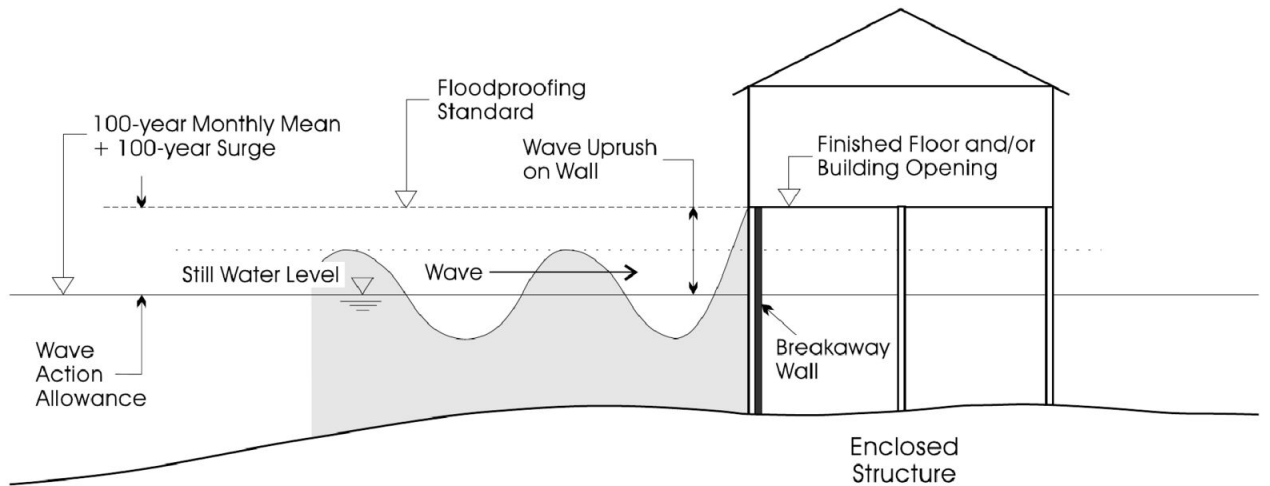 Floodproofing
Standard
100-year Monthly Mean
+ 100-year Surge
Wave Uprush
on Wall
Finished Floor and/or
Building Opening
Still Water Level
Wave
Wave
Action
Allowance
Breakaway
Wall
Enclosed
Structure